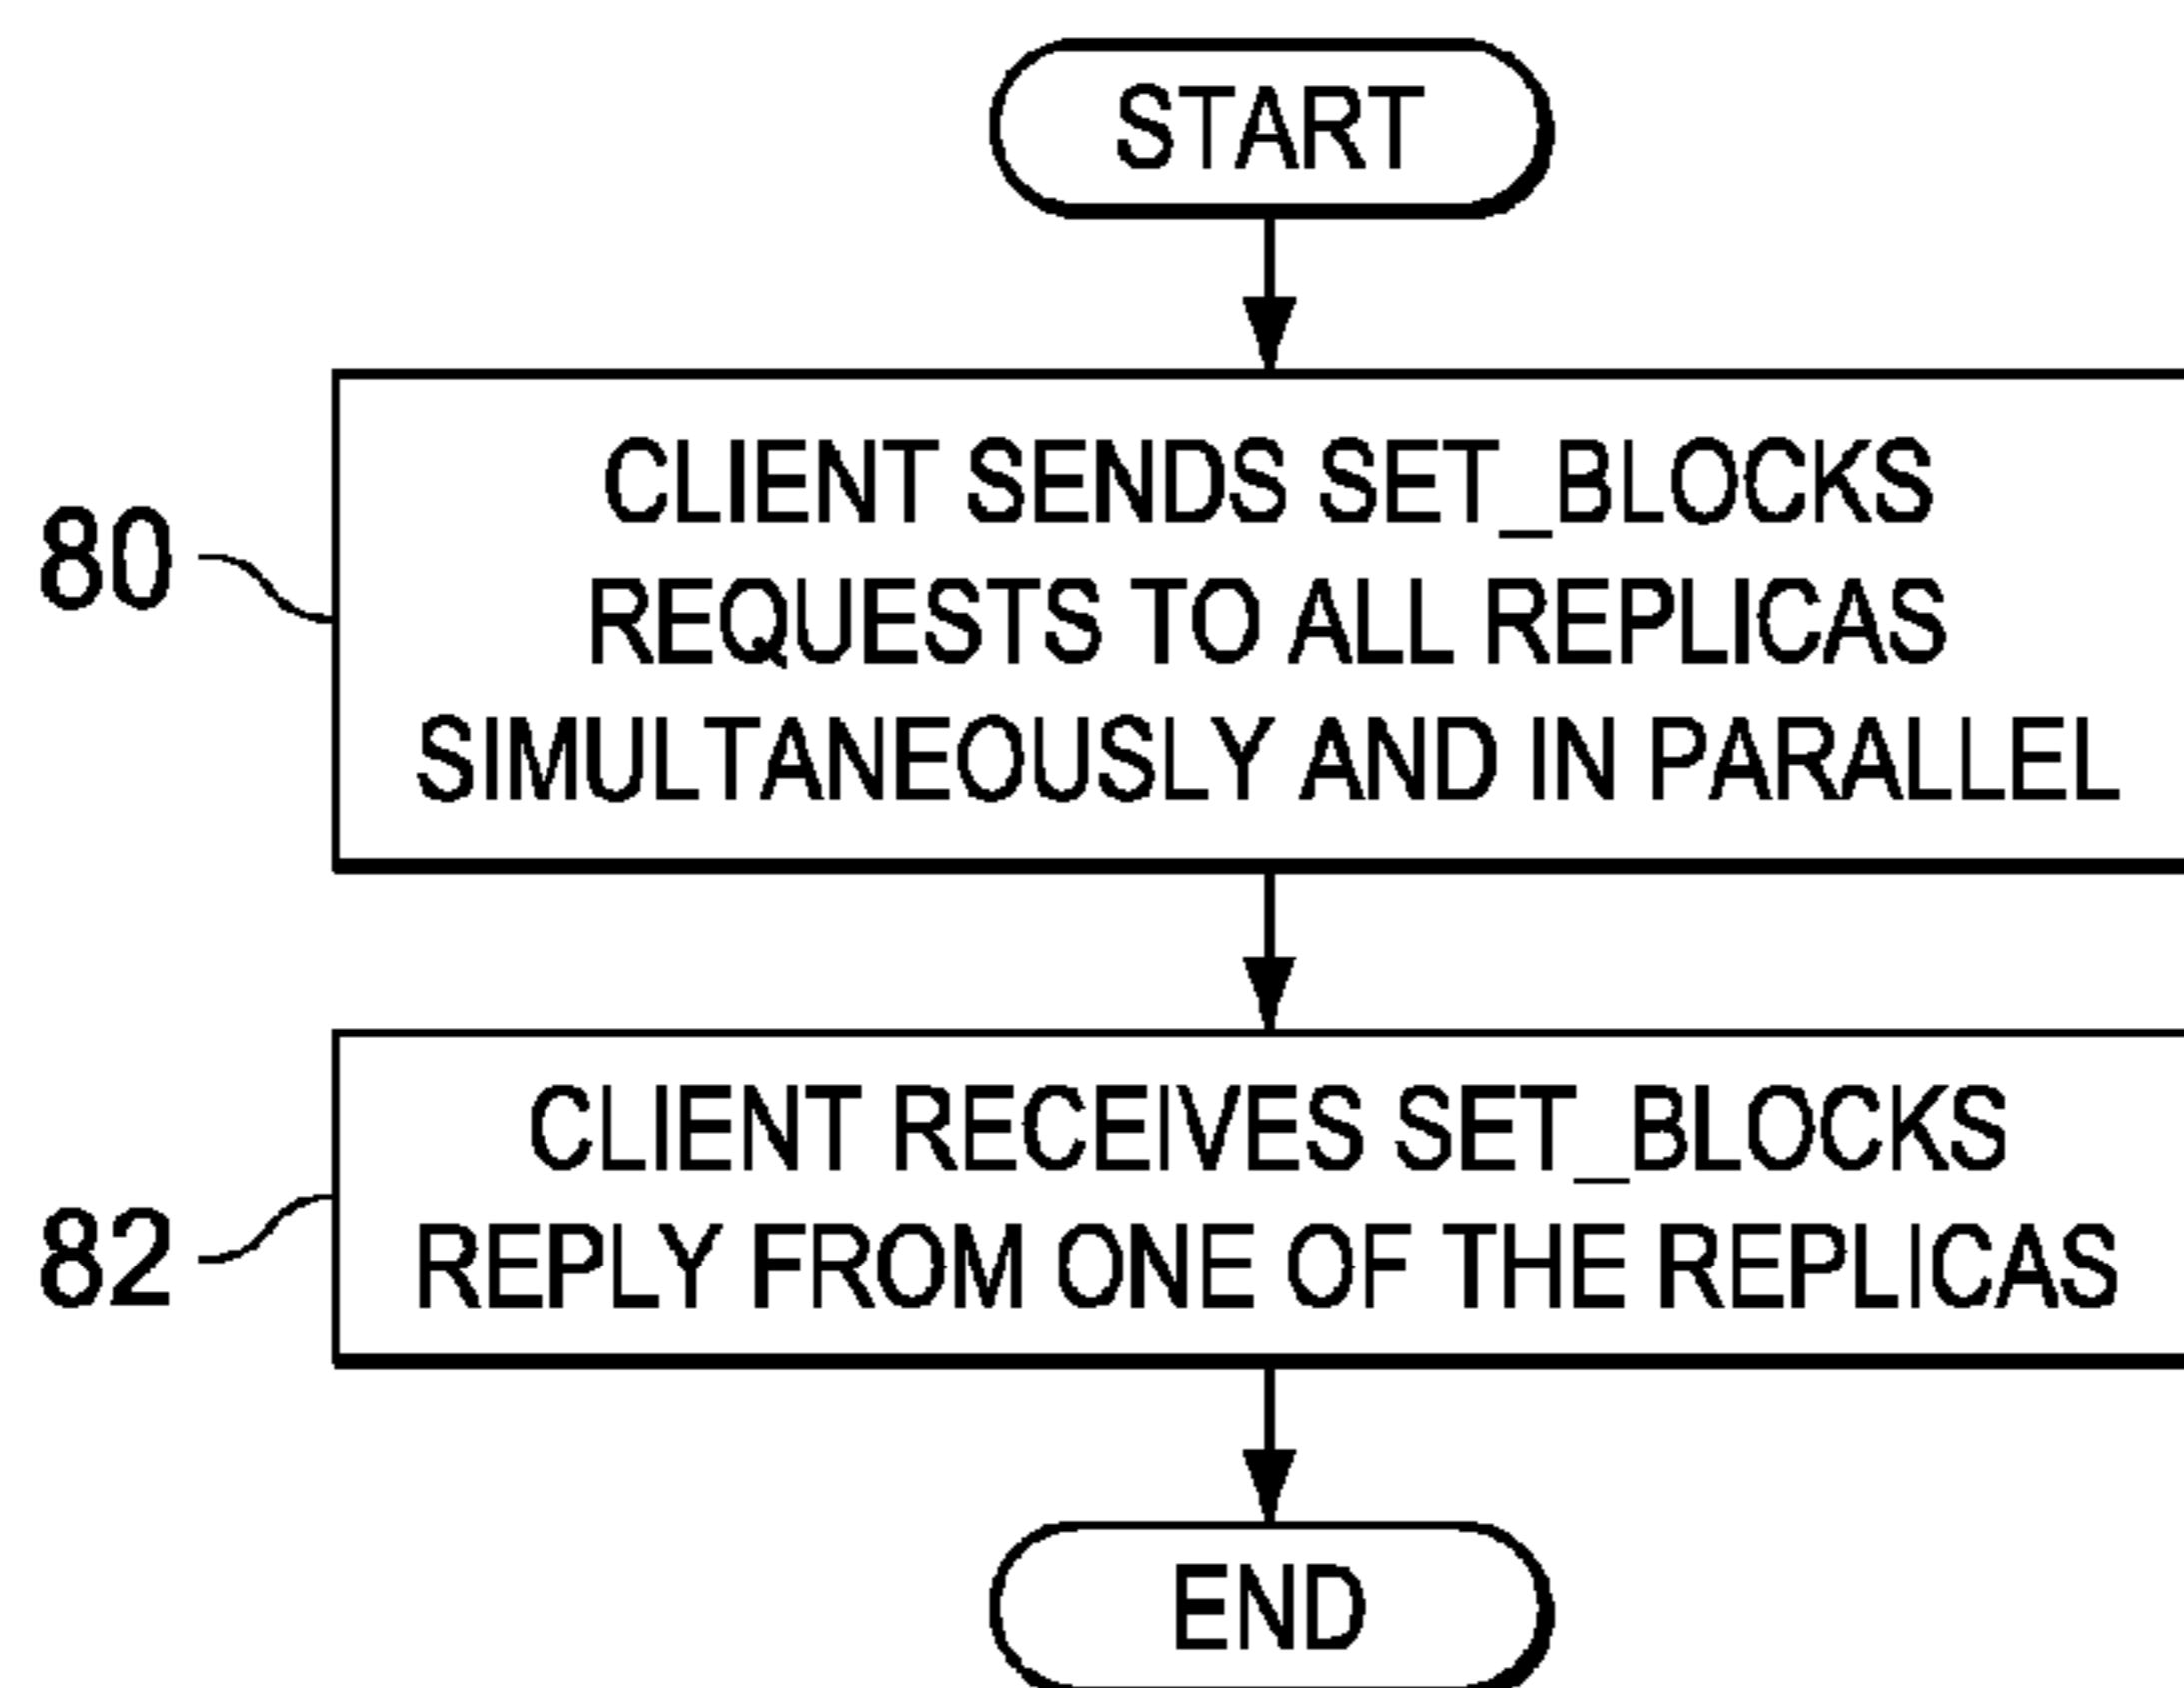 START
80
CLIENT SENDS SET_BLOCKS
REQUESTS TO ALL REPLICAS
SIMULTANEOUSLY AND IN PARALLEL
82
CLIENT RECEIVES SET_BLOCKS
REPLY FROM ONE OF THE REPLICAS
END